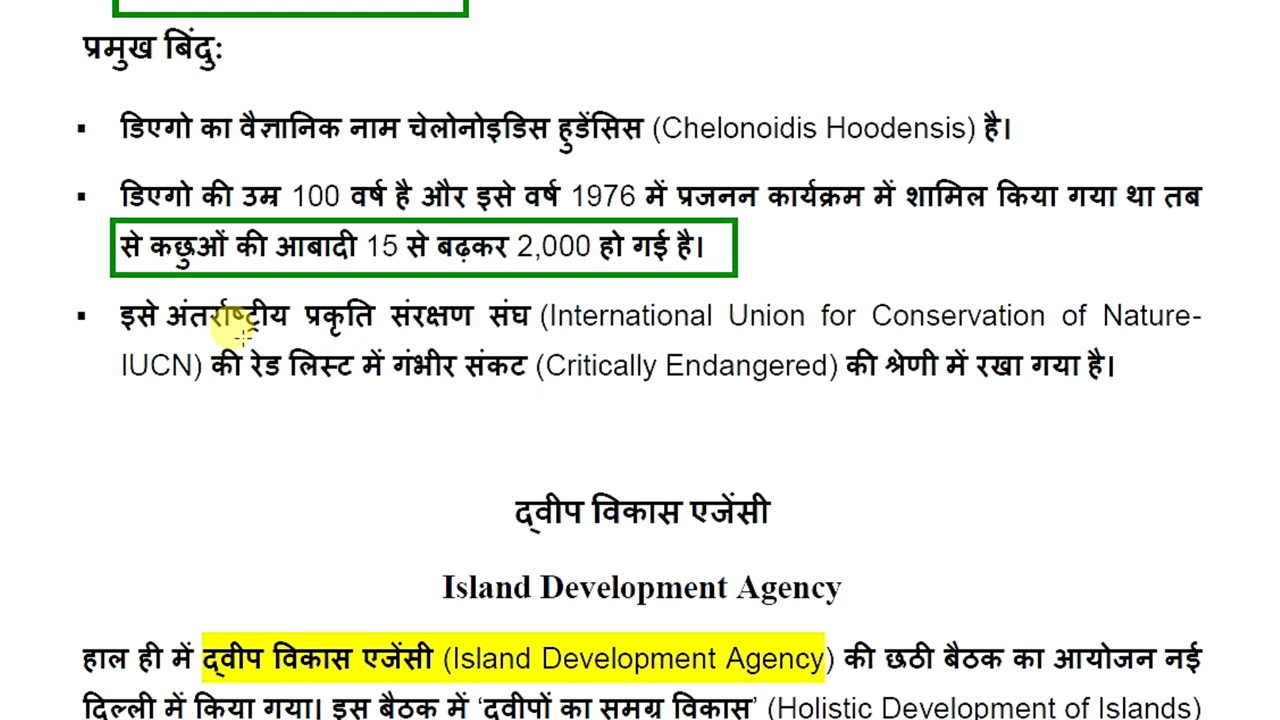 प्रमुख बिंदु:
▪ डिएगो का वैज्ञानिक नाम चेलोनोइडिस हुडेंसिस (Chelonoidis Hoodensis) है।
▪ डिएगो की उम्र 100 वर्ष है और इसे वर्ष 1976 में प्रजनन कार्यक्रम में शामिल किया गया था तब
से कछुओं की आबादी 15 से बढ़कर 2,000 हो गई है।
▪ इसे अंतर्राष्ट्रीय प्रकृति संरक्षण संघ (International Union for Conservation of Nature-
IUCN) की रेड लिस्ट में गंभीर संकट (Critically Endangered) की श्रेणी में रखा गया है।
द्वीप विकास एजेंसी
Island Development Agency
हाल ही में द्वीप विकास एजेंसी (Island Development Agency) की छठी बैठक का आयोजन नई
दिल्ली में किया गया। इस बैठक में ‘द्वीपों का समग्र विकास’ (Holistic Development of Islands)